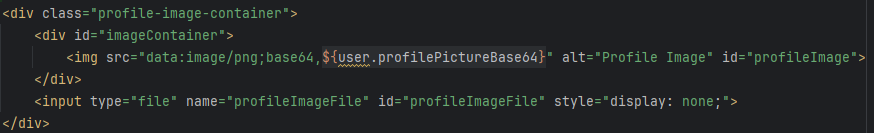 <div class="profile-image-container">
    <div id="imageContainer">
        <img src="data:image/png;base64,${user.profilePictureBase64}" alt="Profile Image" id="profileImage">
    </div>
    <input type="file" name="profileImageFile" id="profileImageFile" style="display: none;">
</div>